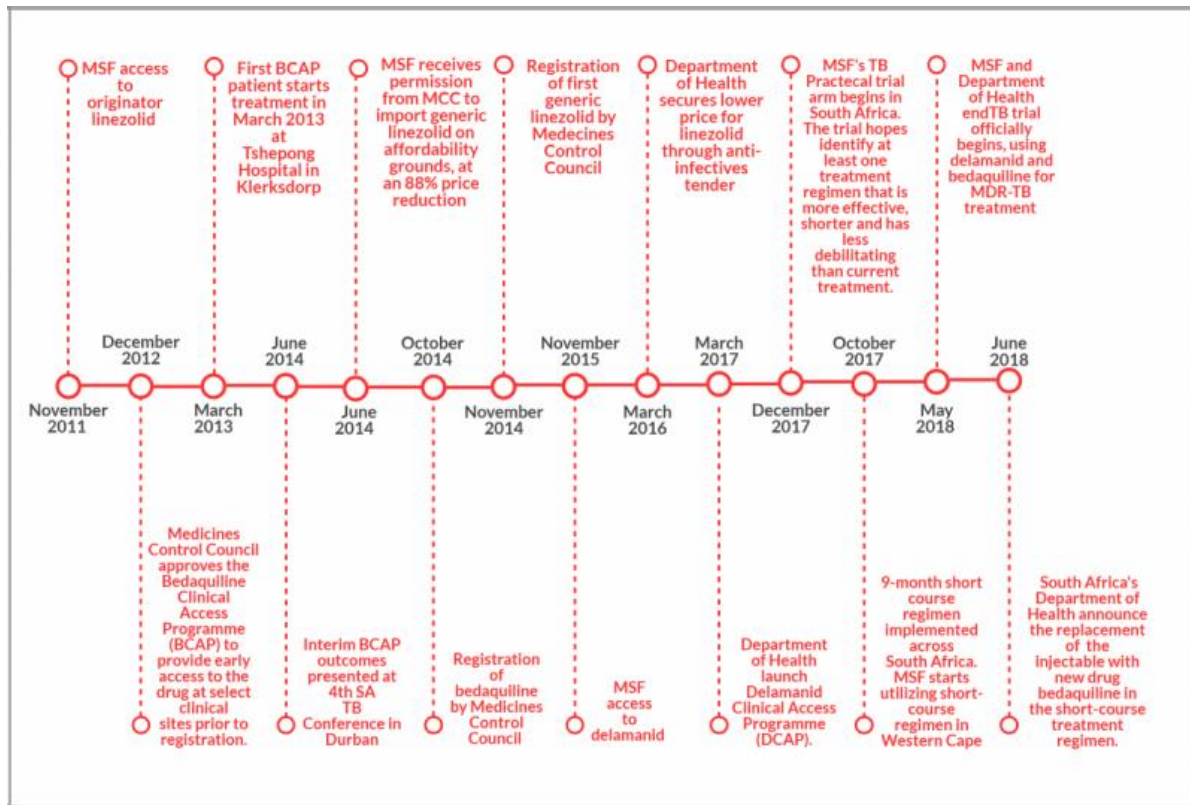 MSF access
to
originator
linezolid
First BCAP
patient starts
treatment in
March 2013
at
Tshepong
Hospital in
Klerksdorp
MSF receives
permission
from MCC to
import generic
linezolid on
affordability
grounds, at
an 88% price
reduction
Registration
of first
generic
linezolid by
Medecines
Control
Council
Department
of Health
secures lower
price for
linezolid
through anti-
infectives
tender
MSF's TB
Practecal trial
arm begins in
South Africa.
The trial hopes
identify at
least one
treatment
regimen that is
more effective,
shorter and has
less
debilitating
than current
treatment.
MSF and
Department
of Health
endTB trial
officially
begins, using
delamanid and
bedaquiline for
MDR-TB
treatment
December
2012
June
2014
October
2014
November
2015
March
2017
October
2017
June
2018
November
2011
March
2013
June
2014
November
2014
March
2016
December
2017
May
2018
Medicines
Control Council
approves the
Bedaquiline
Clinical
Access
Programme
(BCAP) to
provide early
access to the
drug at select
clinical
sites prior to
registration.
Interim BCAP
outcomes
presented at
4th SA
TB
Conference in
Durban
Registration
of
bedaquiline
by Medicines
Control
Council
MSF
access
to
delamanid
Department
of Health
launch
Delamanid
Clinical Access
Programme
(DCAP).
9-month short
course
regimen
implemented
across
South Africa.
MSF starts
utilizing short-
course
regimen in
Western Cape
South Africa's
Department of
Health announce
the replacement
of the
injectable with
new drug
bedaquiline in
the short-course
treatment
regimen.